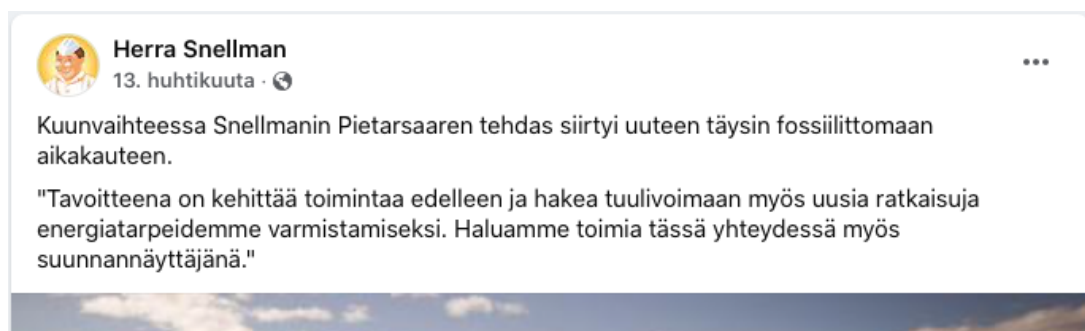 Herra Snellman
13. huhtikuuta ·
Kuunvaihteessa Snellmanin Pietarsaaren tehdas siirtyi uuteen täysin fossiilittomaan
aikakauteen.
"Tavoitteena on kehittää toimintaa edelleen ja hakea tuulivoimaan myös uusia ratkaisuja
energiatarpeidemme varmistamiseksi. Haluamme toimia tässä yhteydessä myös
suunnannäyttäjänä."